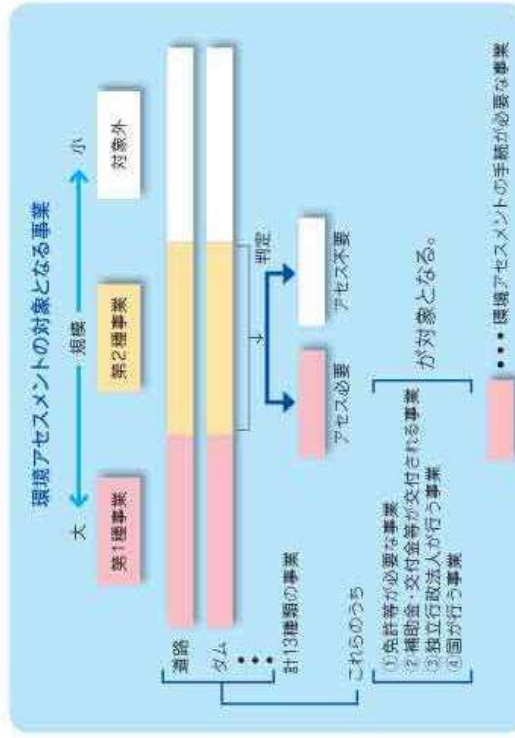 環境アセスメントの対象となる事業
大 規模 小
第1種事業 第2種事業 対象外
道路
ダム
•••
計13種類の事業
判定
アセス必要 アセス不要
これらのうち
①免許等が必要な事業
②補助金・交付金等が交付される事業
③独立行政法人が行う事業
④国が行う事業
が対象となる。
•••環境アセスメントの手続が必要な事業